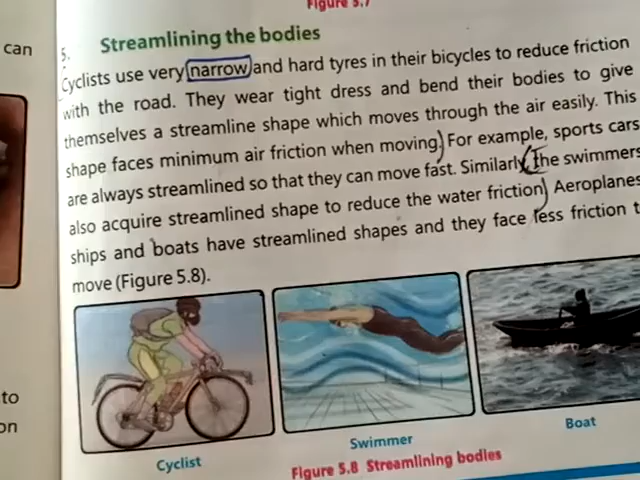 Figure 5.7
can
5.
Streamlining the bodies
Cyclists use very narrow and hard tyres in their bicycles to reduce friction
with the road. They wear tight dress and bend their bodies to give
themselves a streamline shape which moves through the air easily. This
shape faces minimum air friction when moving. For example, sports cars
are always streamlined so that they can move fast. Similarly, the swimmers
also acquire streamlined shape to reduce the water friction. Aeroplanes
ships and boats have streamlined shapes and they face less friction t
move (Figure 5.8).
to
on
Cyclist
Swimmer
Boat
Figure 5.8 Streamlining bodies